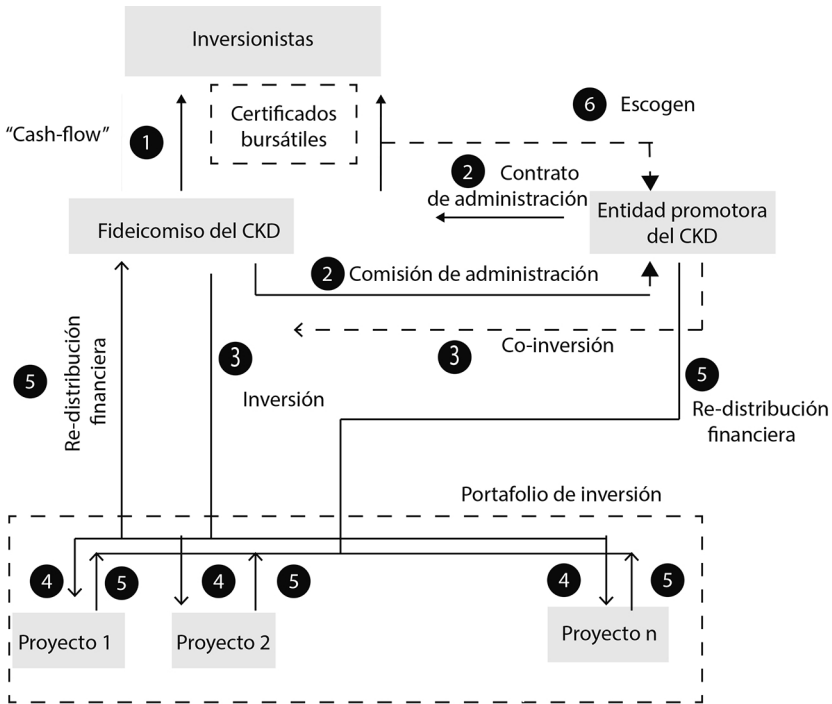 Inversionistas
Certificados
bursátiles
“Cash-flow”
1
6
Escogen
2
Contrato
de administración
Fideicomiso del CKD
Entidad promotora
del CKD
2
Comisión de administración
3
Inversión
3
Co-inversión
5
Re-distribución
financiera
5
Re-distribución
financiera
Portafolio de inversión
4
5
4
5
4
5
Proyecto 1
Proyecto 2
Proyecto n